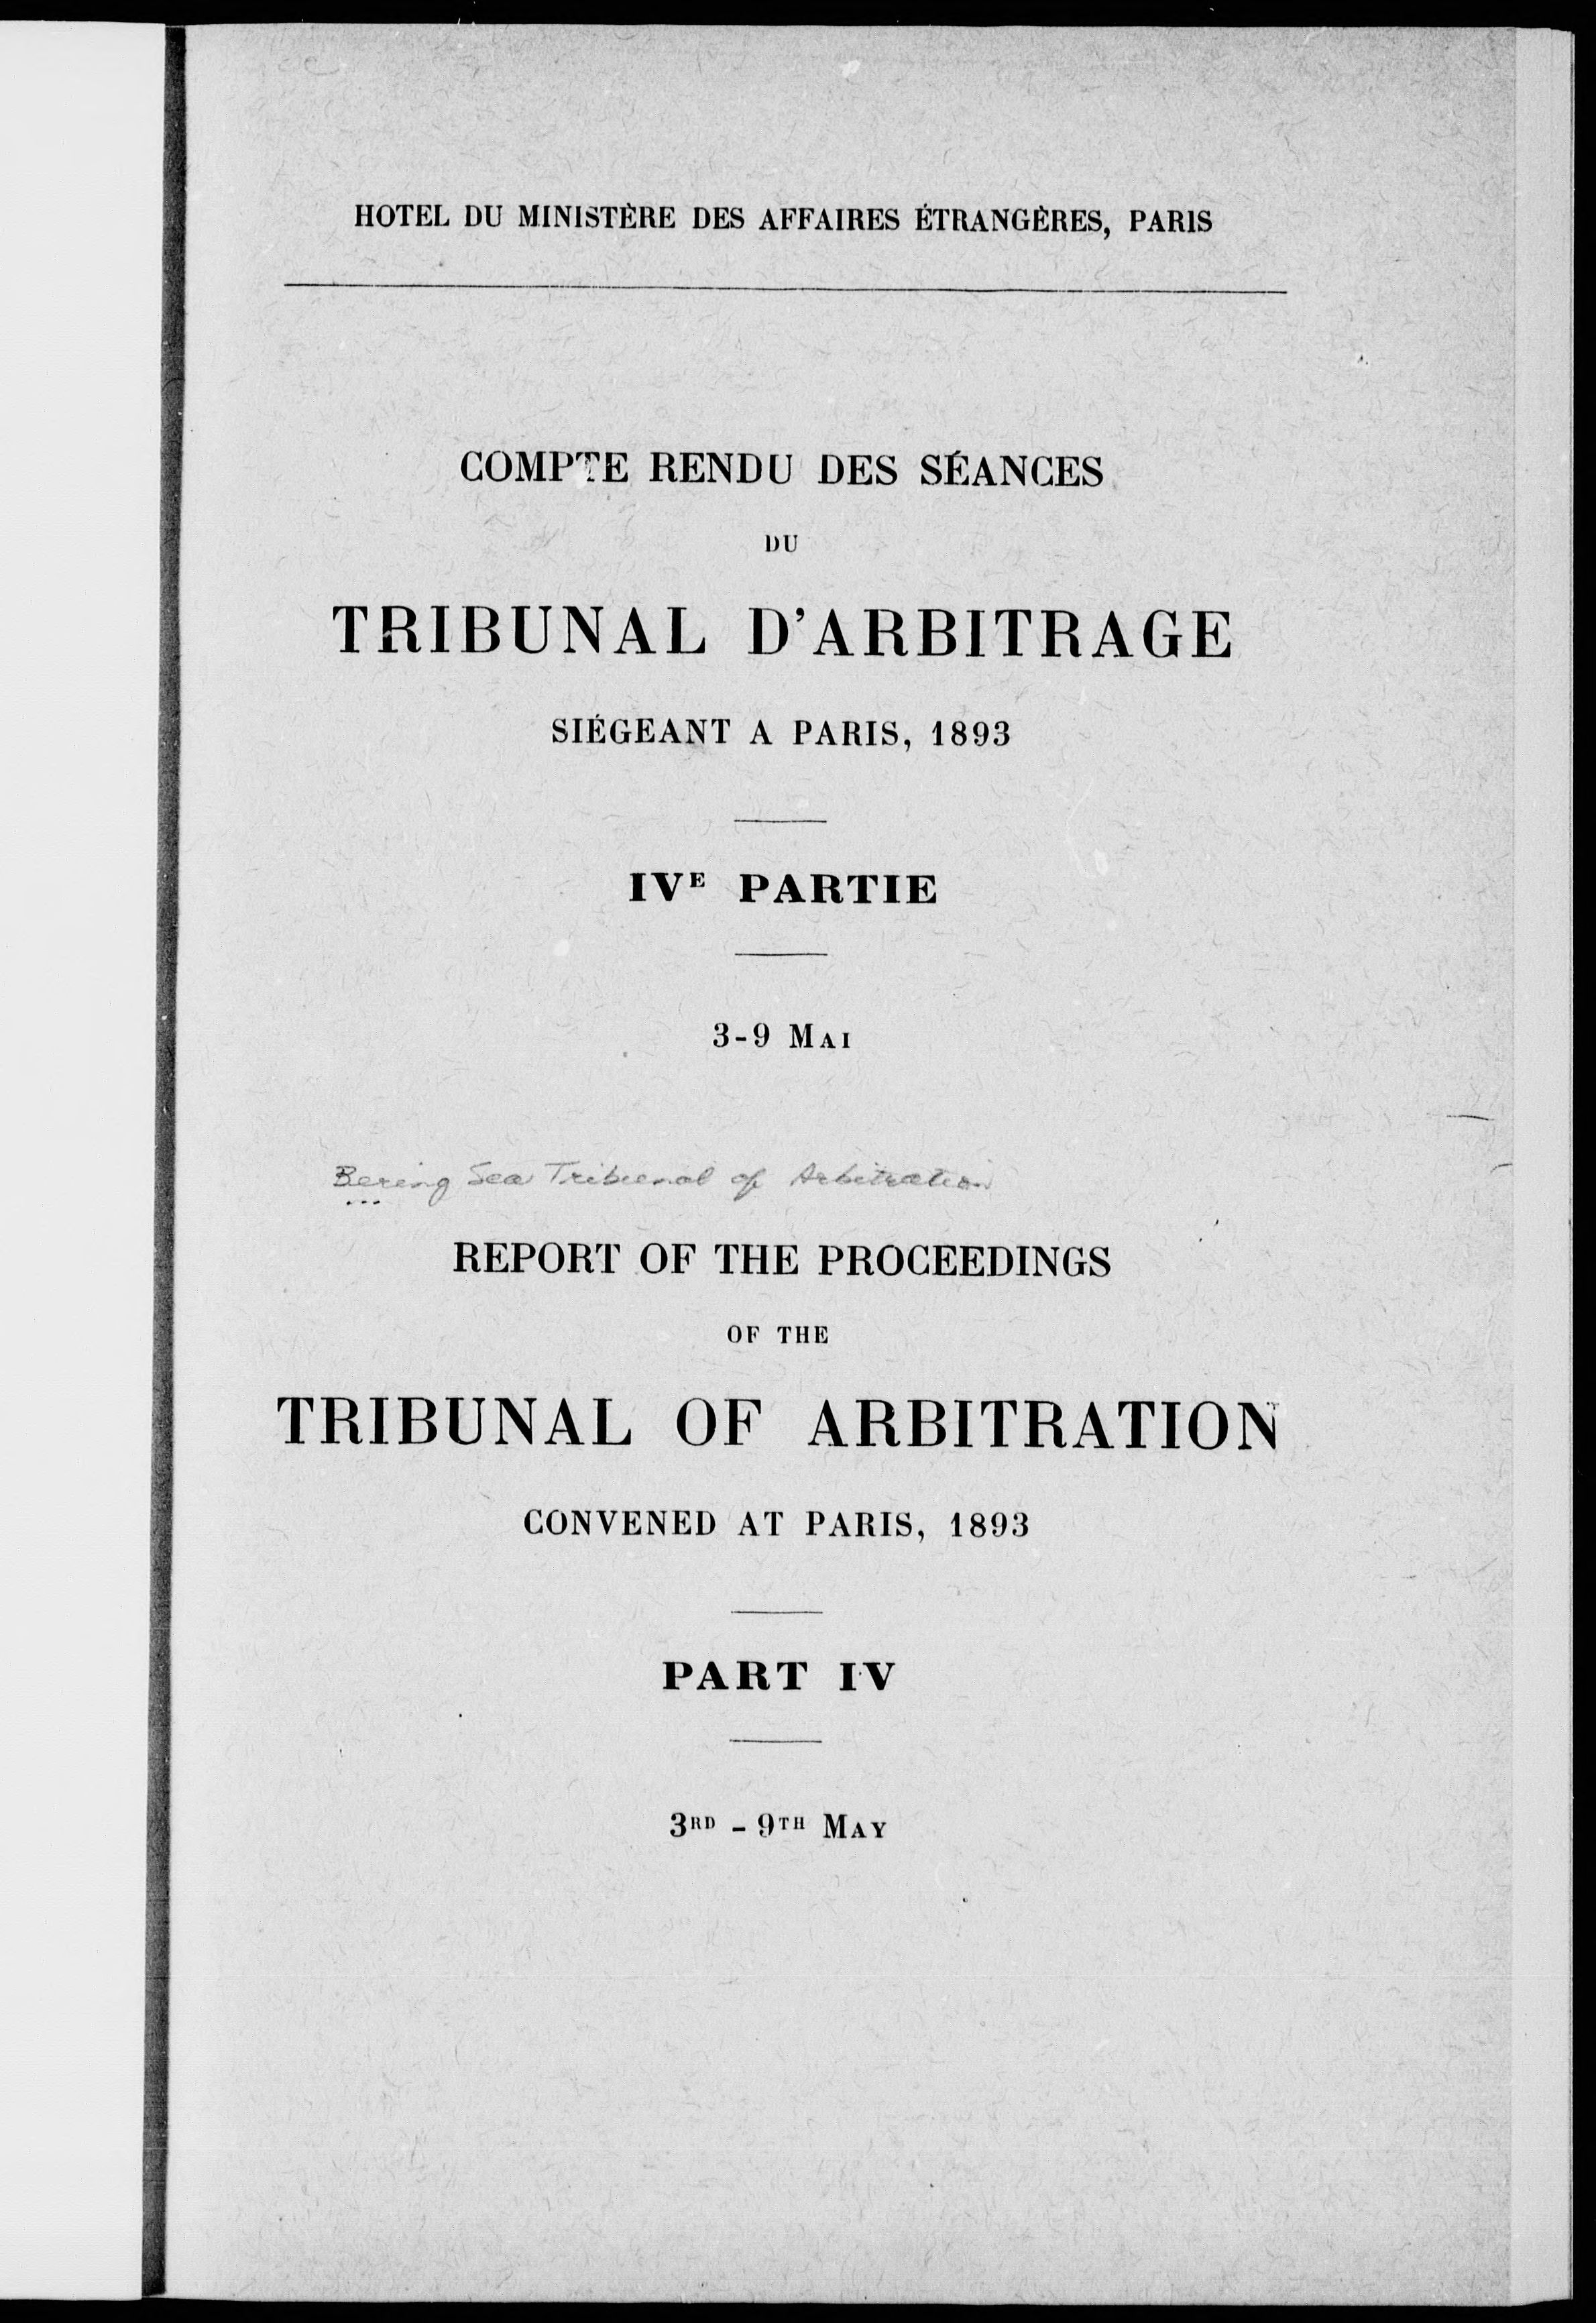 HOTEL DU MINISTÈRE DES AFFAIRES ÉTRANGÈRES, PARIS
COMPTE RENDU DES SÉANCES
DU
TRIBUNAL D'ARBITRAGE
SIÉGEANT A PARIS, 1893
IVE PARTIE
3-9 MAI
Bering Sea Tribunal of Arbitration
REPORT OF THE PROCEEDINGS
OF THE
TRIBUNAL OF ARBITRATION
CONVENED AT PARIS, 1893
PART IV
3RD - 9TH MAY